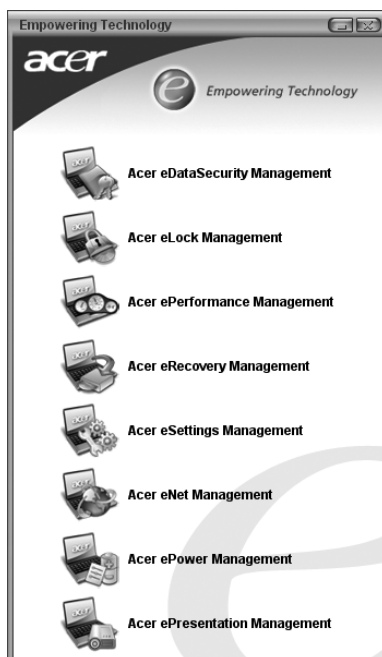 Empowering Technology
acer
e Empowering Technology
Acer eDataSecurity Management
Acer eLock Management
Acer ePerformance Management
Acer eRecovery Management
Acer eSettings Management
Acer eNet Management
Acer ePower Management
Acer ePresentation Management